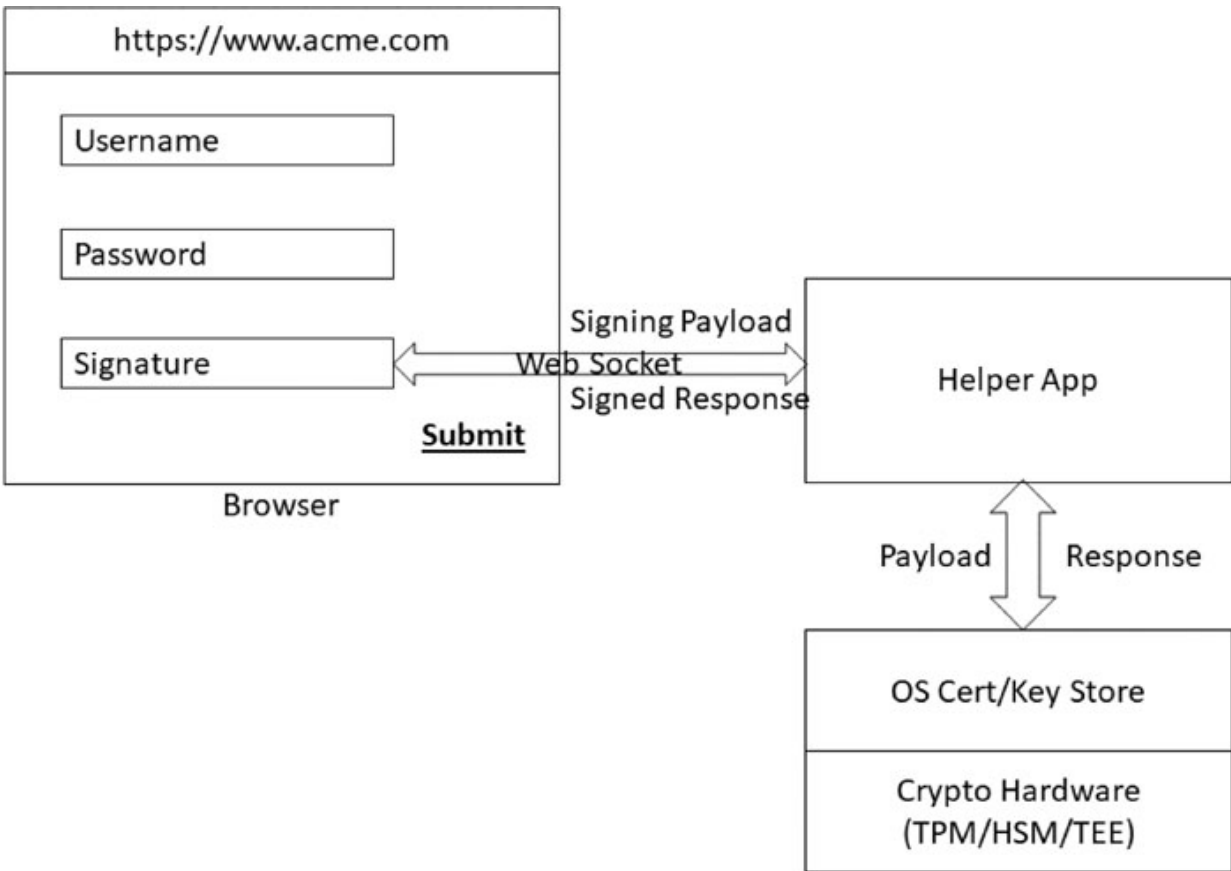 https://www.acme.com
Username
Password
Signature
Submit
Browser
Signing Payload
Web Socket
Signed Response
Helper App
Payload
Response
OS Cert/Key Store
Crypto Hardware
(TPM/HSM/TEE)